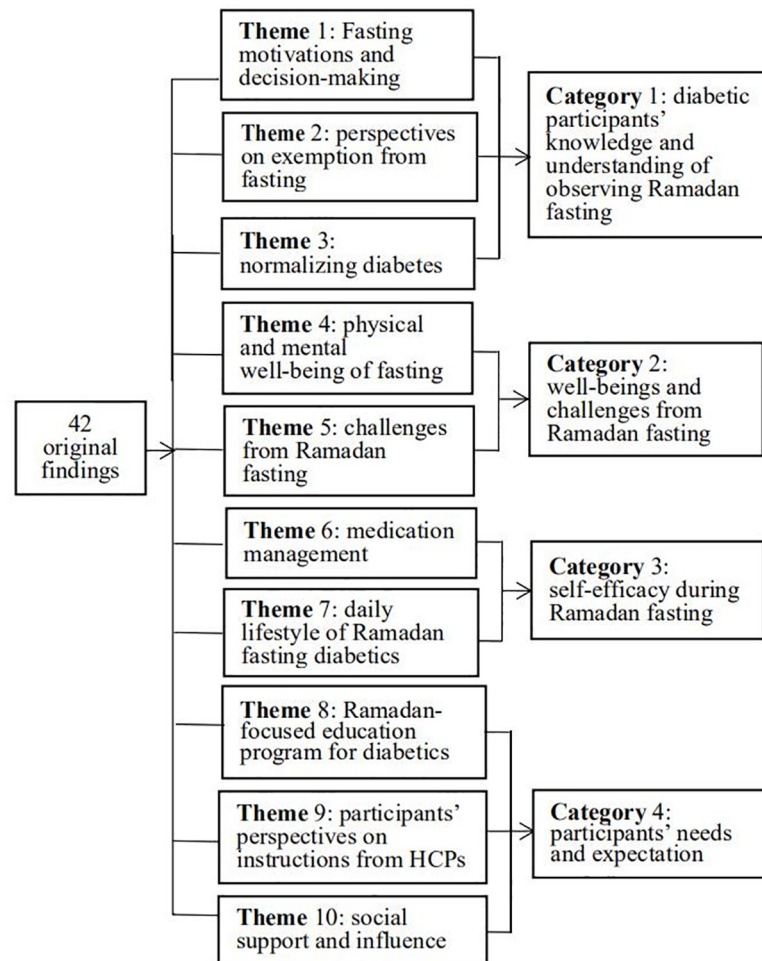 42
original
findings
Theme 1: Fasting
motivations and
decision-making
Theme 2: perspectives
on exemption from
fasting
Theme 3:
normalizing diabetes
Theme 4: physical
and mental
well-being of fasting
Theme 5: challenges
from Ramadan
fasting
Theme 6: medication
management
Theme 7: daily
lifestyle of Ramadan
fasting diabetics
Theme 8: Ramadan-
focused education
program for diabetics
Theme 9: participants’
perspectives on
instructions from HCPs
Theme 10: social
support and influence
Category 1: diabetic
participants’
knowledge and
understanding of
observing Ramadan
fasting
Category 2:
well-beings and
challenges from
Ramadan fasting
Category 3:
self-efficacy during
Ramadan fasting
Category 4:
participants’ needs
and expectation